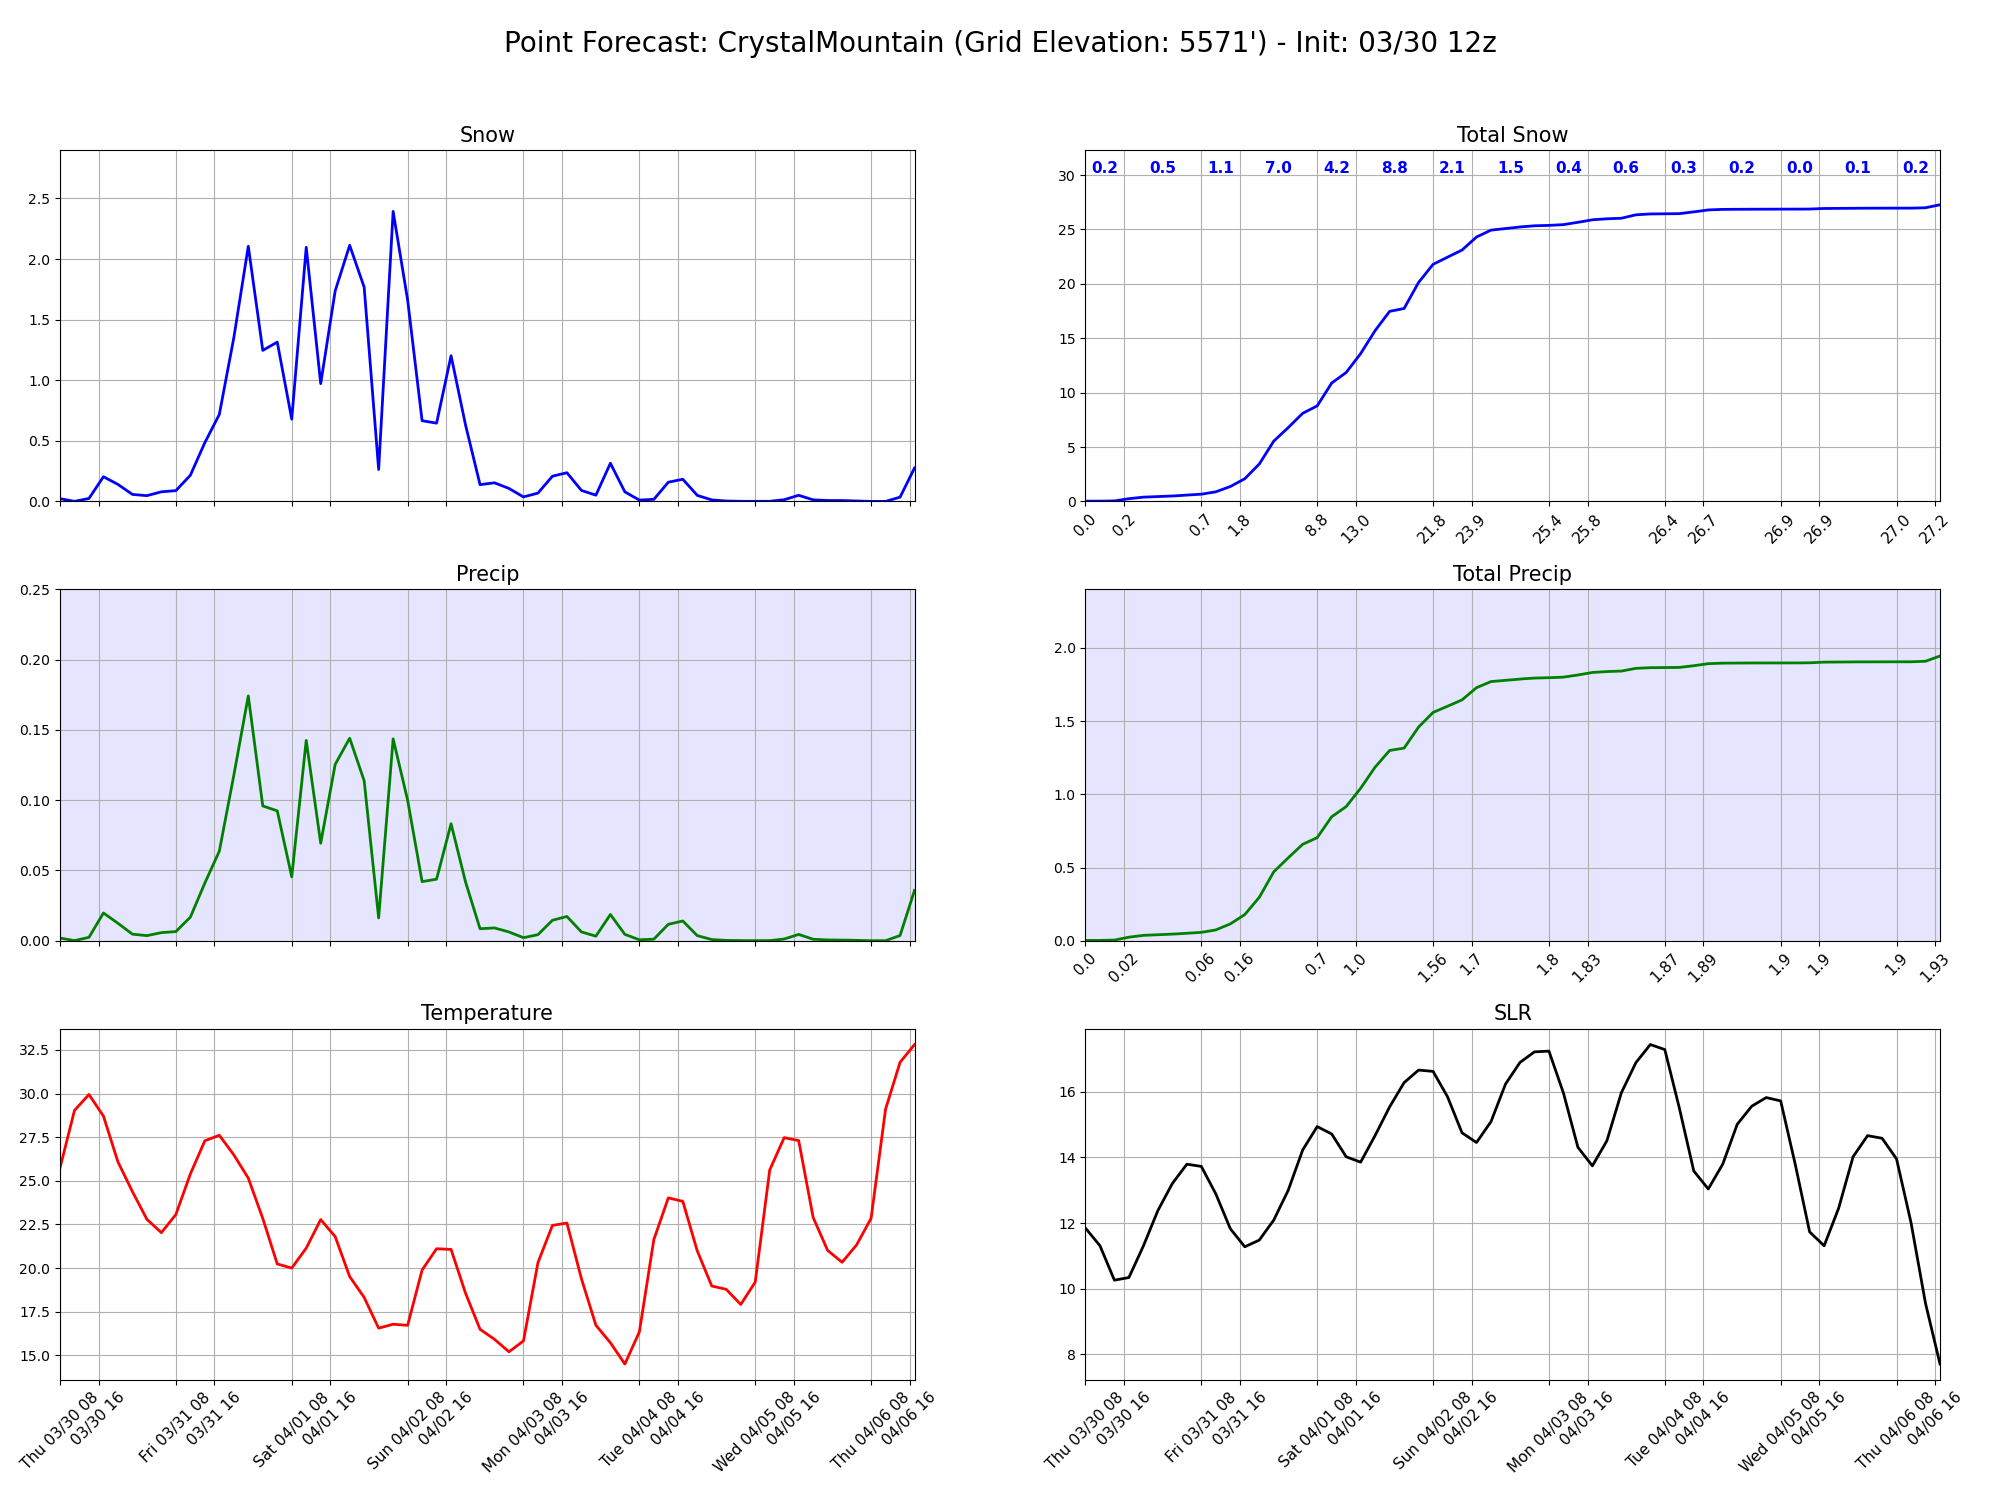 Point Forecast: CrystalMountain (Grid Elevation: 5571') - Init: 03/30 12z
Snow
2.5
2.0
1.5
1.0
0.5
0.0
Total Snow
0.2 0.5 1.1 7.0 4.2 8.8 2.1 1.5 0.4 0.6 0.3 0.2 0.0 0.1 0.2
30
25
20
15
10
5
0
0.0 0.2 0.7 1.8 8.8 13.0 21.8 23.9 25.4 25.8 26.4 26.7 26.9 26.9 27.0 27.2
Precip
0.25
0.20
0.15
0.10
0.05
0.00
Total Precip
2.0
1.5
1.0
0.5
0.0
0.0 0.02 0.06 0.16 0.7 1.0 1.56 1.7 1.8 1.83 1.87 1.89 1.9 1.9 1.9 1.93
Temperature
32.5
30.0
27.5
25.0
22.5
20.0
17.5
15.0
Thu 03/30 08
03/30 16
Fri 03/31 08
03/31 16
Sat 04/01 08
04/01 16
Sun 04/02 08
04/02 16
Mon 04/03 08
04/03 16
Tue 04/04 08
04/04 16
Wed 04/05 08
04/05 16
Thu 04/06 08
04/06 16
SLR
16
14
12
10
8
Thu 03/30 08
03/30 16
Fri 03/31 08
03/31 16
Sat 04/01 08
04/01 16
Sun 04/02 08
04/02 16
Mon 04/03 08
04/03 16
Tue 04/04 08
04/04 16
Wed 04/05 08
04/05 16
Thu 04/06 08
04/06 16